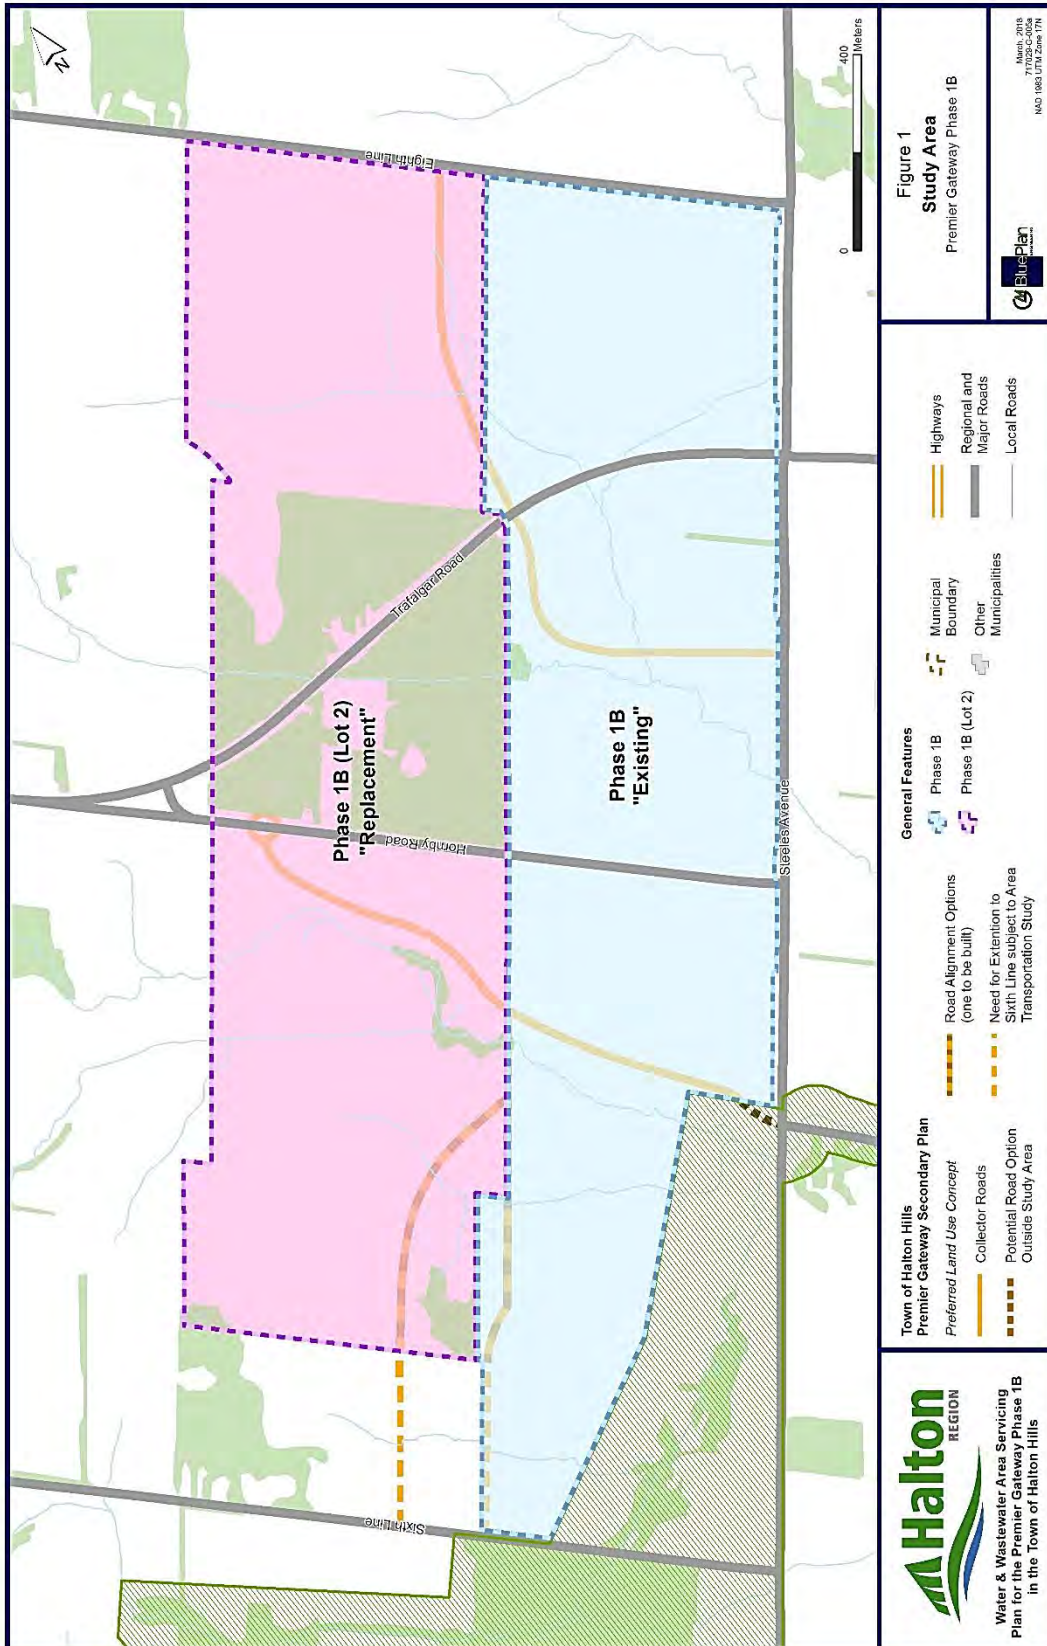 N
Eighth Line
Trafalgar Road
Hornby Road
Sixth Line
Steeles Avenue
Phase 1B (Lot 2)
"Replacement"
Phase 1B
"Existing"
0
400
Meters
Halton
REGION
Water & Wastewater Area Servicing
Plan for the Premier Gateway Phase 1B
in the Town of Halton Hills
Town of Halton Hills
Premier Gateway Secondary Plan
Preferred Land Use Concept
Collector Roads
Potential Road Option
Outside Study Area
Road Alignment Options
(one to be built)
Need for Extention to
Sixth Line subject to Area
Transportation Study
General Features
Phase 1B
Phase 1B (Lot 2)
Municipal
Boundary
Other
Municipalities
Highways
Regional and
Major Roads
Local Roads
Figure 1
Study Area
Premier Gateway Phase 1B
BluePlan
March, 2018
717029-C-005a
NAD 1983 UTM Zone 17N